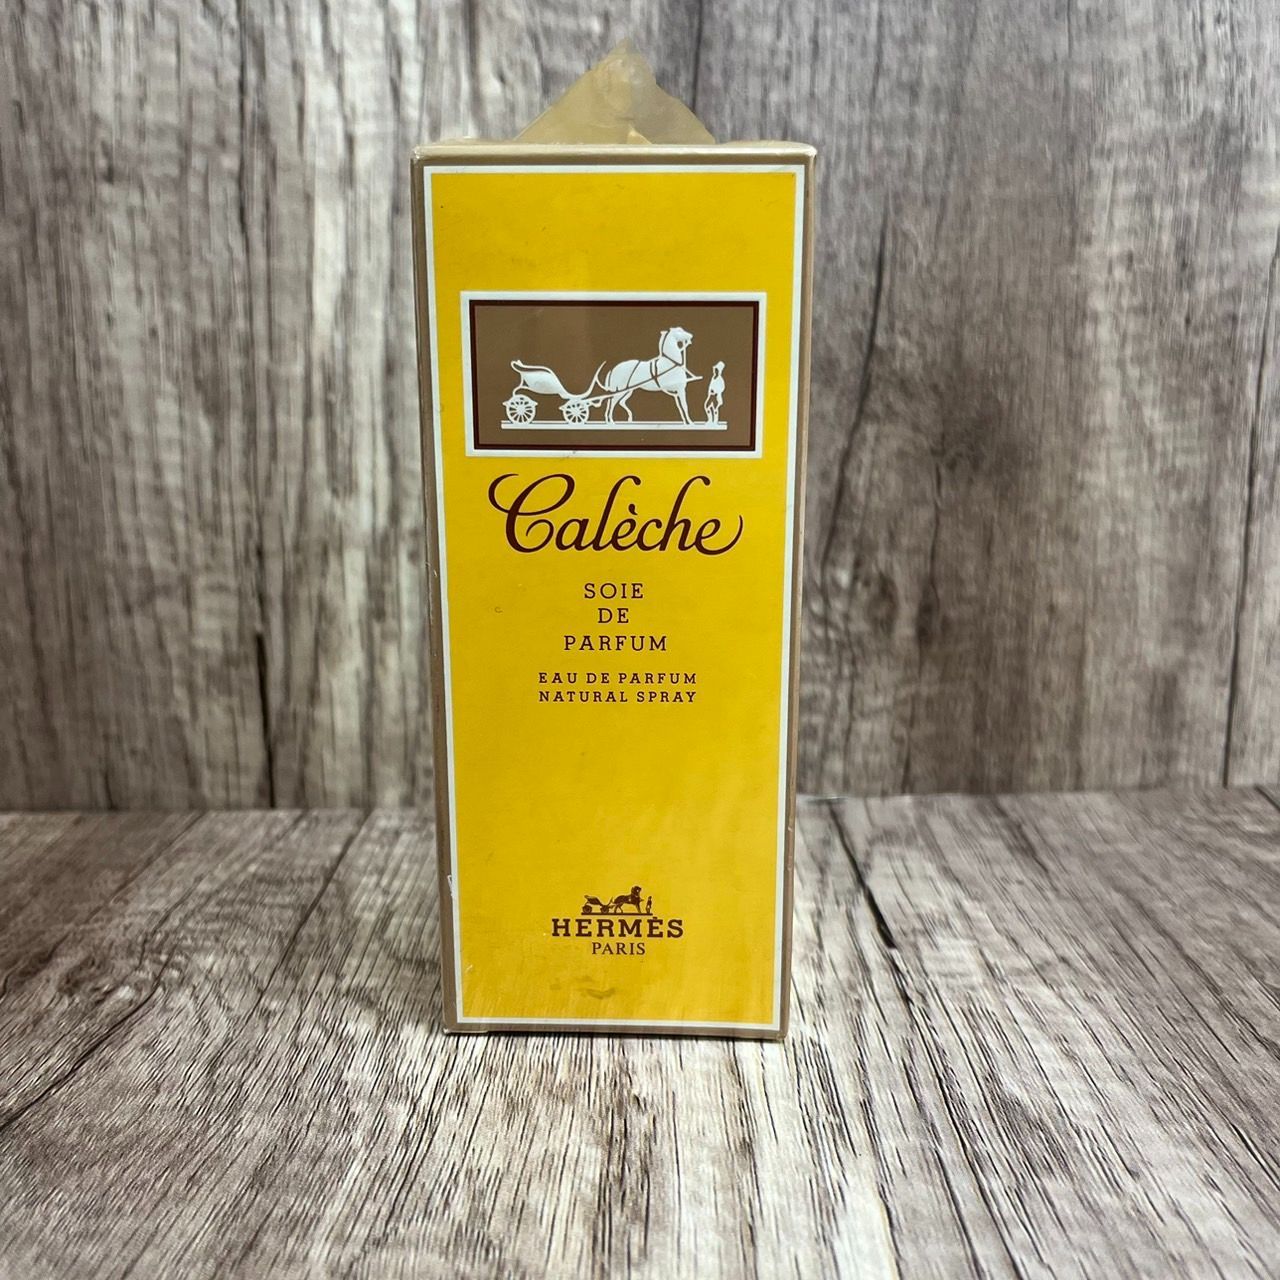 Calèche
SOIE
DE
PARFUM
EAU DE PARFUM
NATURAL SPRAY
HERMÈS
PARIS